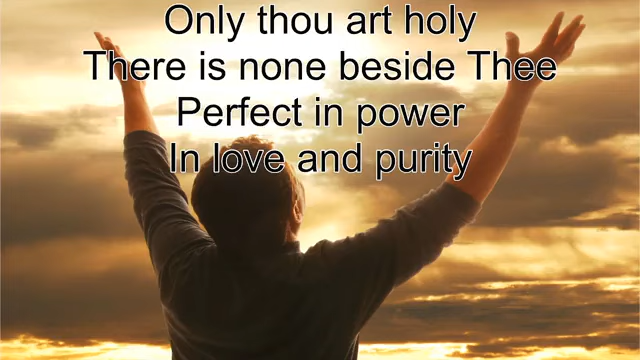 Only thou art holy
There is none beside Thee
Perfect in power
In love and purity